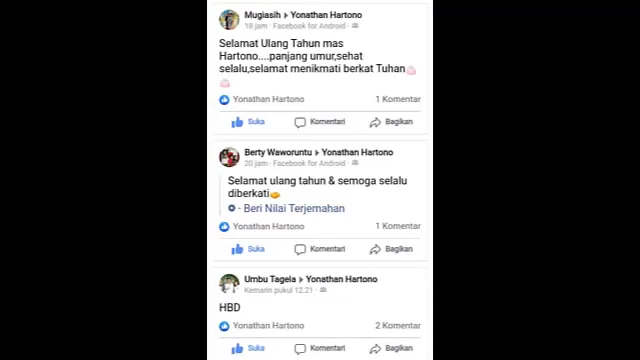 Mugiasih Yonathan Hartono
18 jam · Facebook for Android ·
Selamat Ulang Tahun mas
Hartono....panjang umur,sehat
selalu,selamat menikmati berkat Tuhan
Yonathan Hartono 1 Komentar
Suka Komentari Bagikan
Berty Waworuntu Yonathan Hartono
20 jam · Facebook for Android ·
Selamat ulang tahun & semoga selalu
diberkati
· Beri Nilai Terjemahan
Yonathan Hartono 1 Komentar
Suka Komentari Bagikan
Umbu Tagela Yonathan Hartono
Kemarin pukul 12.21 ·
HBD
Yonathan Hartono 2 Komentar
Suka Komentari Bagikan